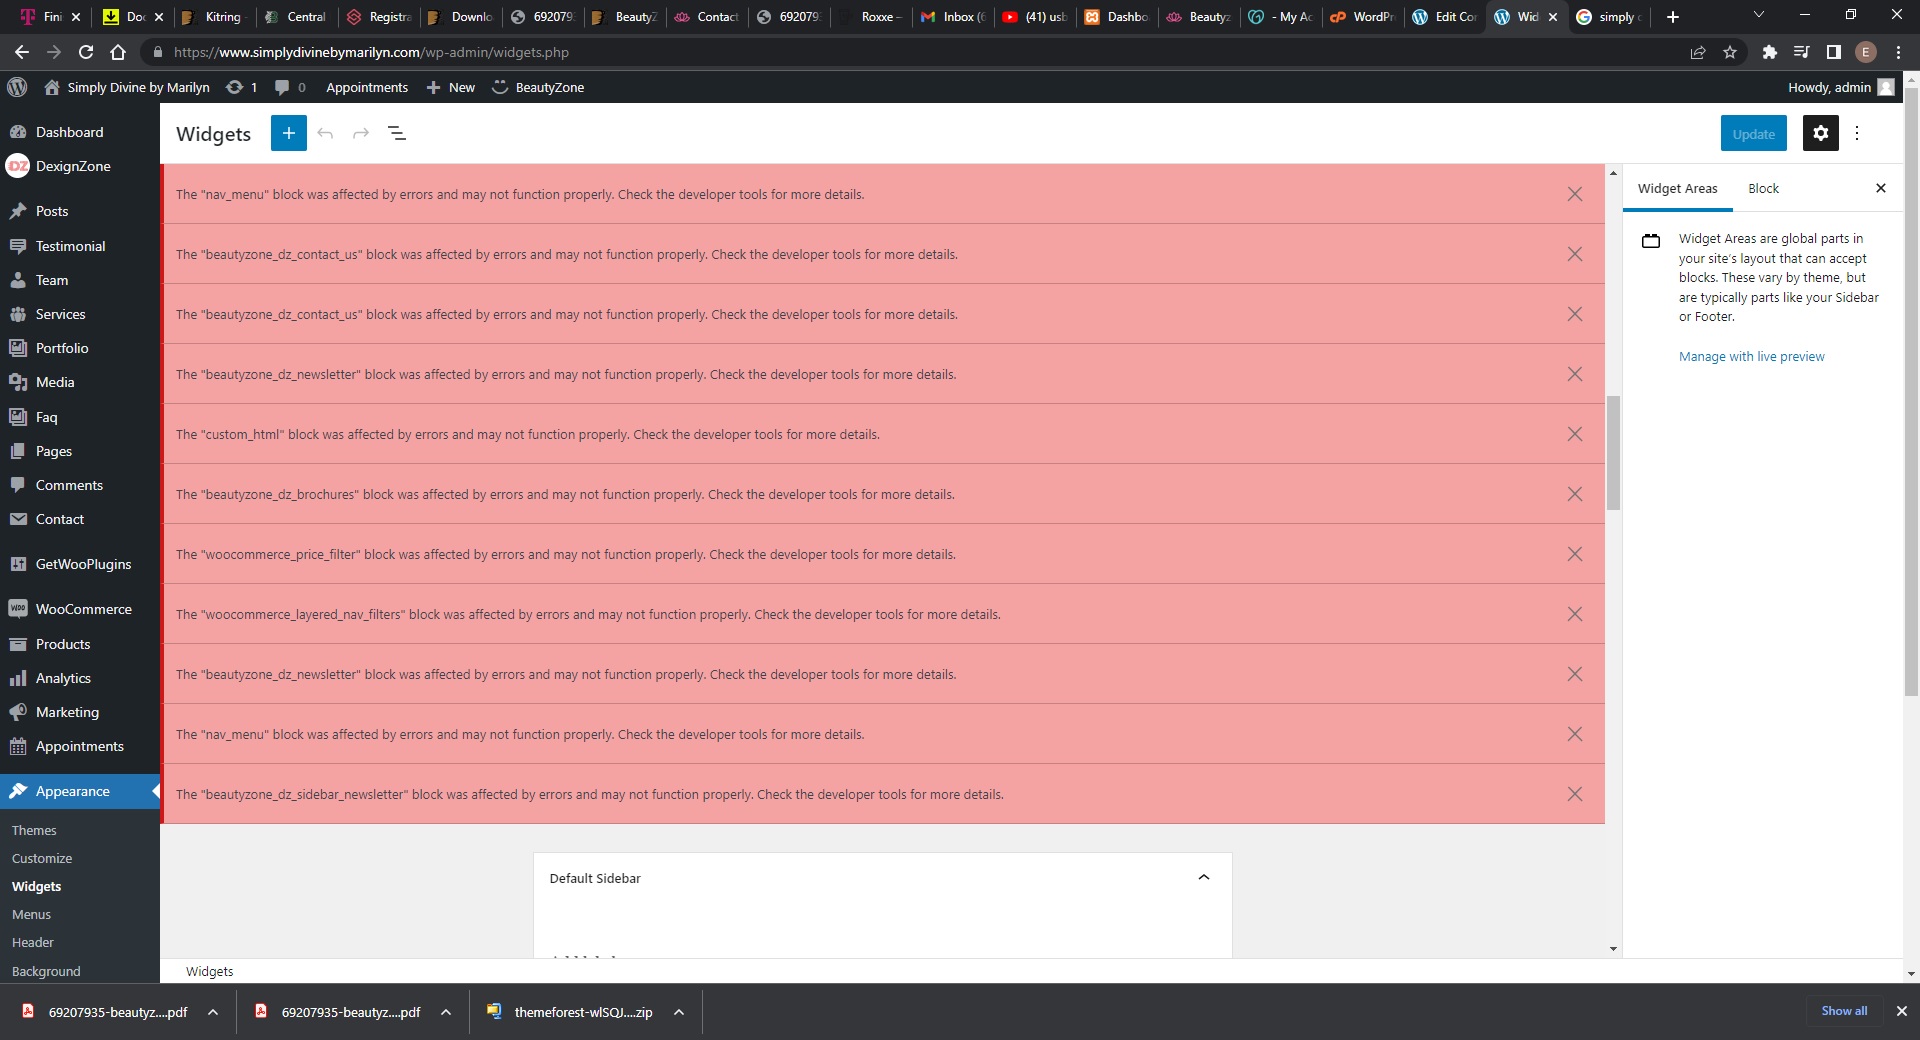 Fini
Doc
Kitring
Central
Registra
Downlo
692079
BeautyZ
Contact
692079
Roxxe –
Inbox (6
(41) usb
Dashbo
Beautyz
- My Ac
WordPr
Edit Co
Wid
simply
https://www.simplydivinebymarilyn.com/wp-admin/widgets.php
E
Simply Divine by Marilyn
1
0
Appointments
New
BeautyZone
Howdy, admin
Dashboard
DZ DexignZone
Posts
Testimonial
Team
Services
Portfolio
Media
Faq
Pages
Comments
Contact
GetWooPlugins
WooCommerce
Products
Analytics
Marketing
Appointments
Appearance
Themes
Customize
Widgets
Menus
Header
Background
Widgets
Update
The "nav_menu" block was affected by errors and may not function properly. Check the developer tools for more details.
The "beautyzone_dz_contact_us" block was affected by errors and may not function properly. Check the developer tools for more details.
The "beautyzone_dz_contact_us" block was affected by errors and may not function properly. Check the developer tools for more details.
The "beautyzone_dz_newsletter" block was affected by errors and may not function properly. Check the developer tools for more details.
The "custom_html" block was affected by errors and may not function properly. Check the developer tools for more details.
The "beautyzone_dz_brochures" block was affected by errors and may not function properly. Check the developer tools for more details.
The "woocommerce_price_filter" block was affected by errors and may not function properly. Check the developer tools for more details.
The "woocommerce_layered_nav_filters" block was affected by errors and may not function properly. Check the developer tools for more details.
The "beautyzone_dz_newsletter" block was affected by errors and may not function properly. Check the developer tools for more details.
The "nav_menu" block was affected by errors and may not function properly. Check the developer tools for more details.
The "beautyzone_dz_sidebar_newsletter" block was affected by errors and may not function properly. Check the developer tools for more details.
Default Sidebar
Widgets
Widget Areas
Block
Widget Areas are global parts in
your site's layout that can accept
blocks. These vary by theme, but
are typically parts like your Sidebar
or Footer.
Manage with live preview
69207935-beautyz....pdf
69207935-beautyz....pdf
themeforest-wlSQJ....zip
Show all